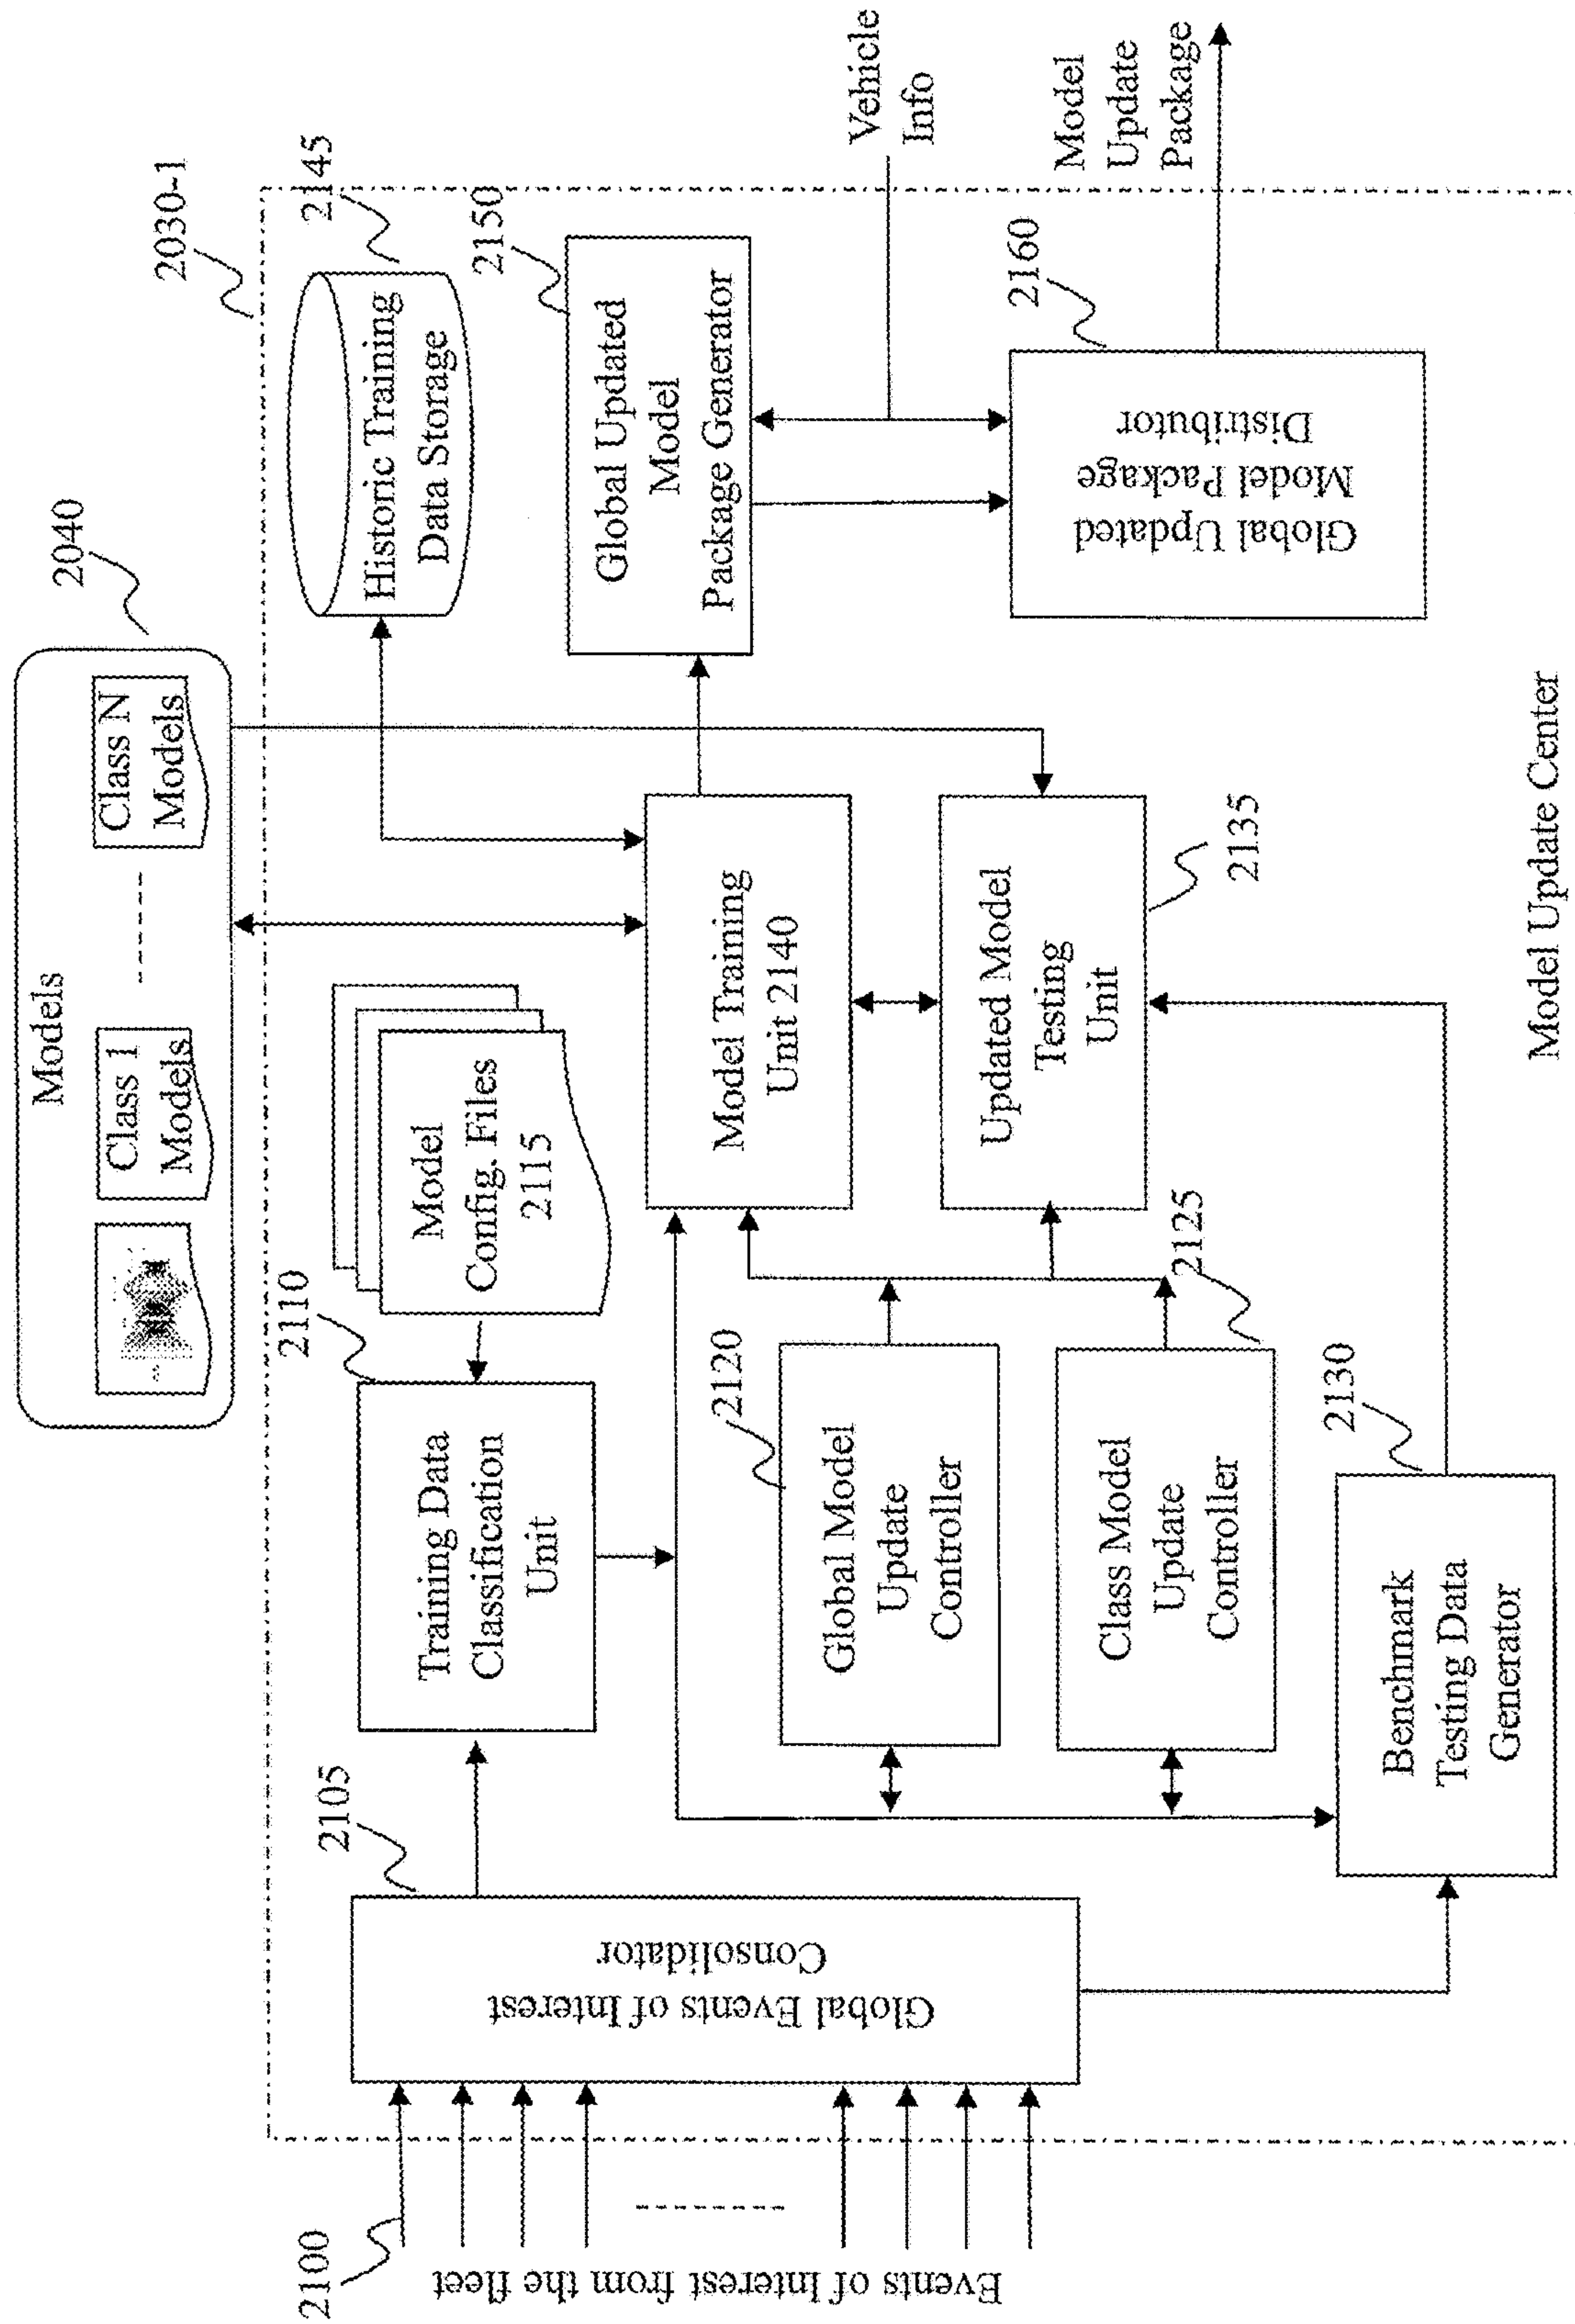 Models
Class 1
Models
Class N
Models
2040
2030-1
2100
Events of Interest from the fleet
2105
Global Events of Interest
Consolidator
2110
Training Data
Classification
Unit
Model
Config. Files
2115
Historic Training
Data Storage
2145
2120
Global Model
Update
Controller
Class Model
Update
Controller
2125
2130
Benchmark
Testing Data
Generator
Model Training
Unit 2140
Updated Model
Testing
Unit
2135
2150
Global Updated
Model
Package Generator
2160
Global Updated
Model Package
Distributor
Vehicle
Info
Model
Update
Package
Model Update Center